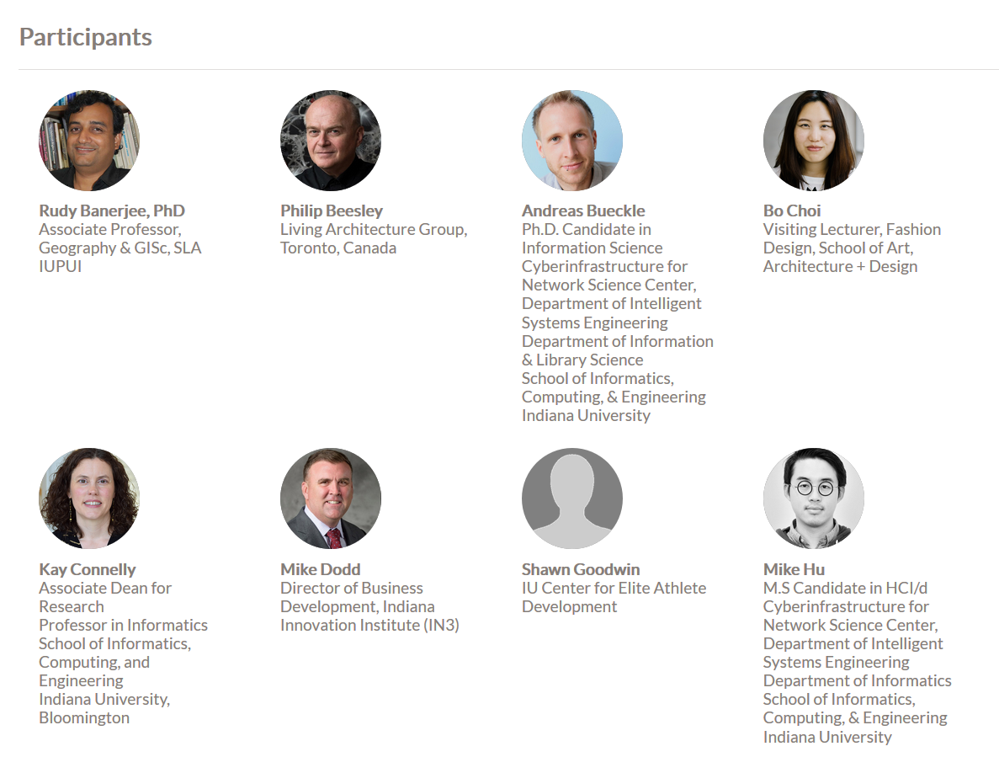 Participants
Rudy Banerjee, PhD
Associate Professor,
Geography & GISc, SLA
IUPUI
Philip Beesley
Living Architecture Group,
Toronto, Canada
Andreas Bueckle
Ph.D. Candidate in
Information Science
Cyberinfrastructure for
Network Science Center,
Department of Intelligent
Systems Engineering
Department of Information
& Library Science
School of Informatics,
Computing, & Engineering
Indiana University
Bo Choi
Visiting Lecturer, Fashion
Design, School of Art,
Architecture + Design
Kay Connelly
Associate Dean for
Research
Professor in Informatics
School of Informatics,
Computing, and
Engineering
Indiana University,
Bloomington
Mike Dodd
Director of Business
Development, Indiana
Innovation Institute (IN3)
Shawn Goodwin
IU Center for Elite Athlete
Development
Mike Hu
M.S Candidate in HCI/d
Cyberinfrastructure for
Network Science Center,
Department of Intelligent
Systems Engineering
Department of Informatics
School of Informatics,
Computing, & Engineering
Indiana University